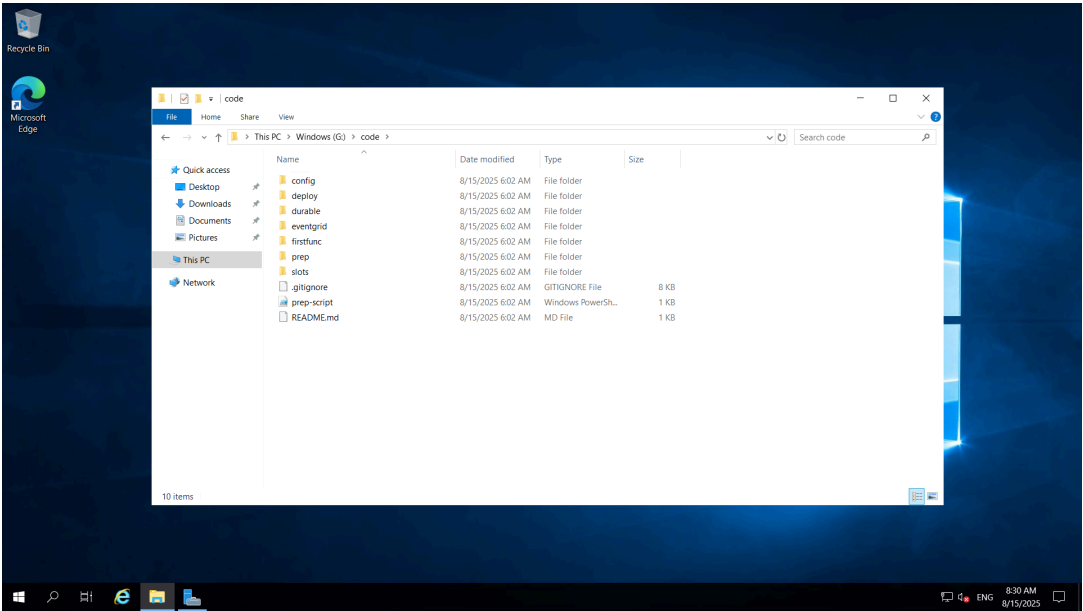 Recycle Bin
Microsoft
Edge
code
File Home Share View
This PC Windows (G:) code
Search code
Quick access
Desktop
Downloads
Documents
Pictures
This PC
Network
Name Date modified Type Size
config 8/15/2025 6:02 AM File folder
deploy 8/15/2025 6:02 AM File folder
durable 8/15/2025 6:02 AM File folder
eventgrid 8/15/2025 6:02 AM File folder
firstfunc 8/15/2025 6:02 AM File folder
prep 8/15/2025 6:02 AM File folder
slots 8/15/2025 6:02 AM File folder
.gitignore 8/15/2025 6:02 AM GITIGNORE File 8 KB
prep-script 8/15/2025 6:02 AM Windows PowerSh... 1 KB
README.md 8/15/2025 6:02 AM MD File 1 KB
10 items
ENG
8:30 AM
8/15/2025